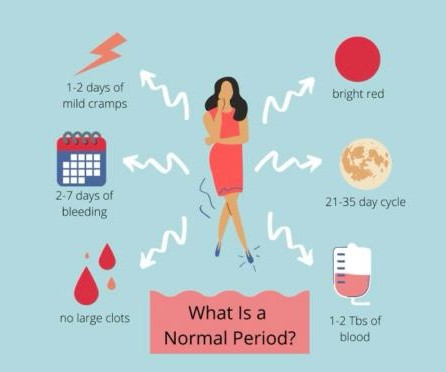 1-2 days of
mild cramps
bright red
2-7 days of
bleeding
21-35 day cycle
no large clots
1-2 Tbs of
blood
What Is a
Normal Period?